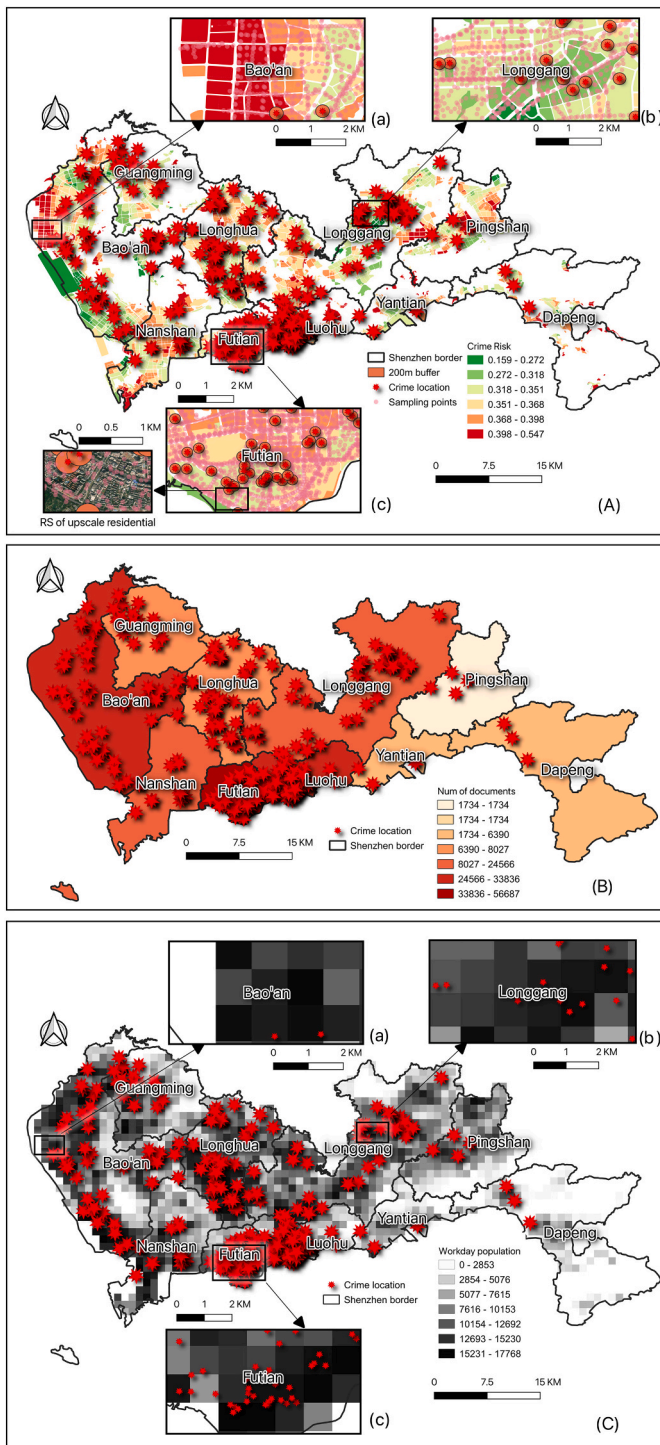 Bao'an
(a)
0 1 2 KM
Longgang
(b)
0 1 2 KM
Guangming
Bao'an
Longhua
Longgang
Pingshan
Nanshan
Futian
Luohu
Yantian
Dapeng
0 1 2 KM
Shenzhen border
200m buffer
Crime location
Sampling points
Crime Risk
0.159 - 0.272
0.272 - 0.318
0.318 - 0.351
0.351 - 0.368
0.368 - 0.398
0.398 - 0.547
0 0.5 1 KM
Futian
(c)
RS of upscale residential
0 7.5 15 KM
(A)
Guangming
Bao'an
Longhua
Longgang
Pingshan
Nanshan
Futian
Luohu
Yantian
Dapeng
Crime location
Shenzhen border
0 7.5 15 KM
Num of documents
1734 - 1734
1734 - 1734
1734 - 6390
6390 - 8027
8027 - 24566
24566 - 33836
33836 - 56687
(B)
Bao'an
(a)
0 1 2 KM
Longgang
(b)
0 1 2 KM
Guangming
Bao'an
Longhua
Longgang
Pingshan
Nanshan
Futian
Luohu
Yantian
Dapeng
0 1 2 KM
Crime location
Shenzhen border
Workday population
0 - 2853
2854 - 5076
5077 - 7615
7616 - 10153
10154 - 12692
12693 - 15230
15231 - 17768
Futian
(c)
0 7.5 15 KM
(C)